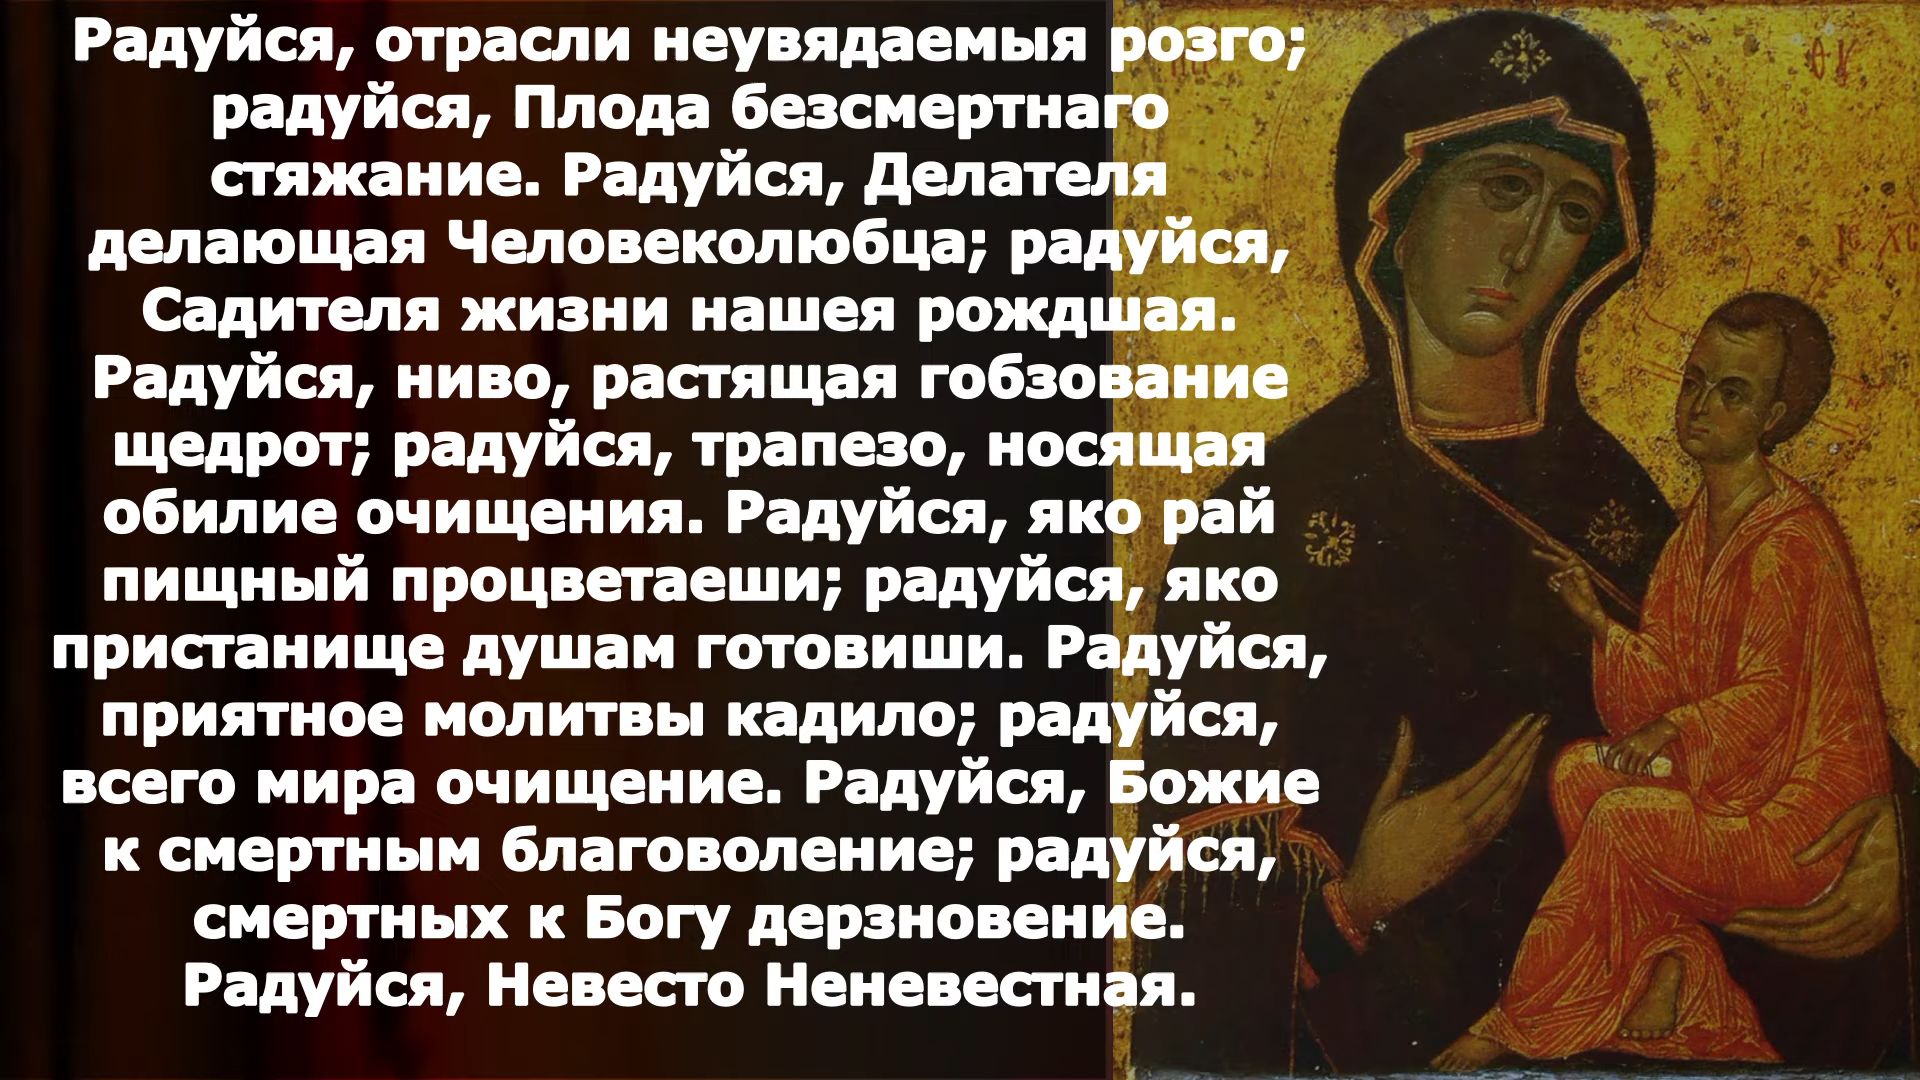 Радуйся, отрасли неувядаемыя розго;
радуйся, Плода безсмертнаго
стяжание. Радуйся, Делателя
делающая Человеколюбца; радуйся,
Садителя жизни нашея рождшая.
Радуйся, ниво, растящая гобзование
щедрот; радуйся, трапезо, носящая
обилие очищения. Радуйся, яко рай
пищный процветаеши; радуйся, яко
пристанище душам готовиши. Радуйся,
приятное молитвы кадило; радуйся,
всего мира очищение. Радуйся, Божие
к смертным благоволение; радуйся,
смертных к Богу дерзновение.
Радуйся, Невесто Неневестная.